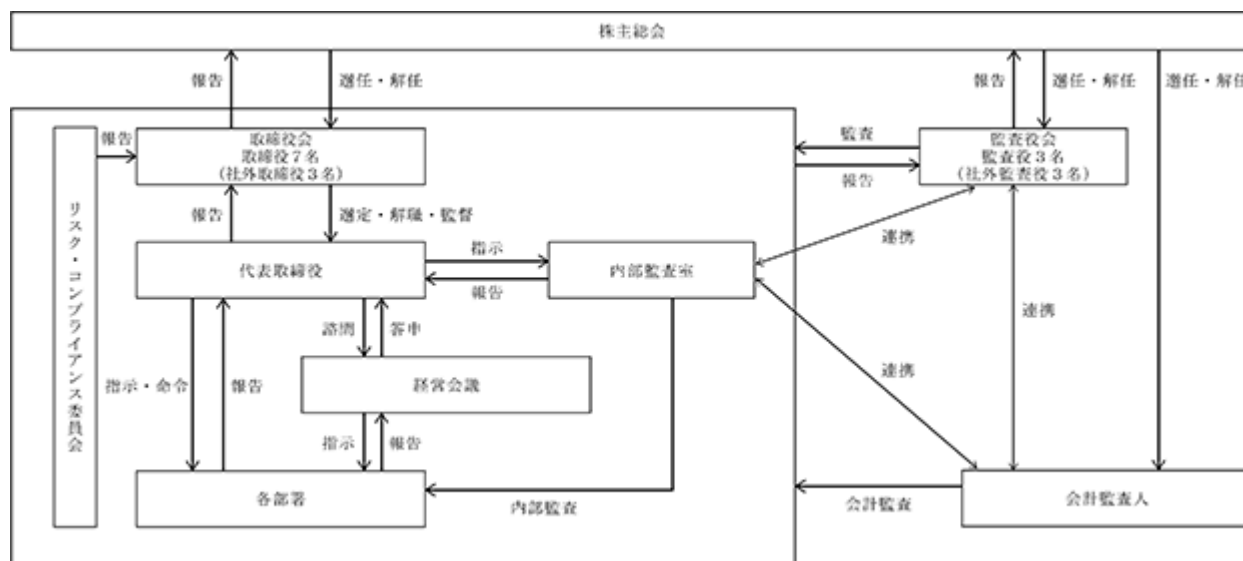 株主総会
報告
選任・解任
報告
選任・解任
選任・解任
リスク・コンプライアンス委員会
報告
取締役会
取締役7名
(社外取締役3名)
監査
報告
監査役会
監査役3名
(社外監査役3名)
報告
選定・解職・監督
連携
代表取締役
指示
報告
内部監査室
連携
諮問
答申
連携
指示・命令
報告
経営会議
指示
報告
各部署
内部監査
会計監査
会計監査人